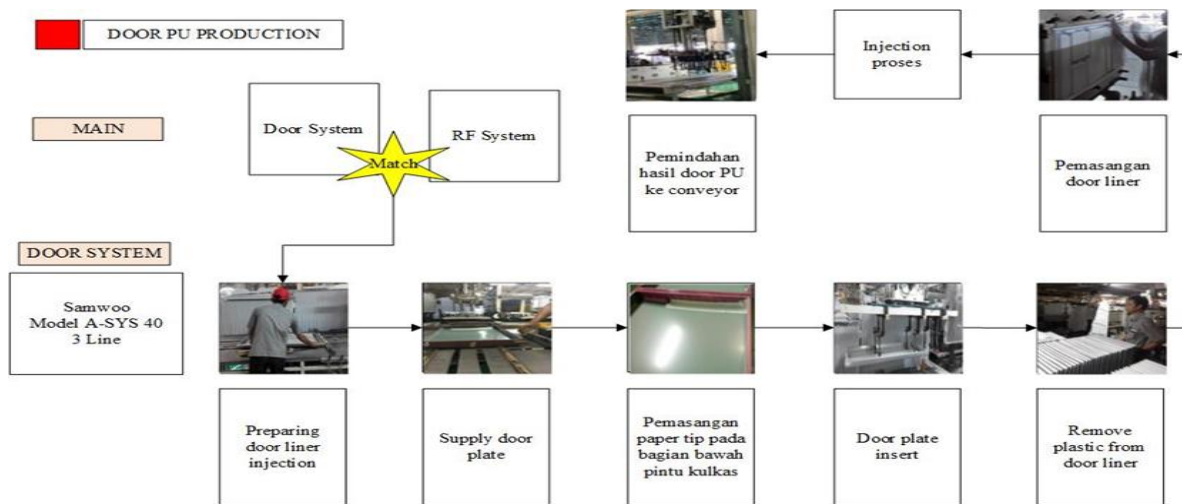 DOOR PU PRODUCTION
Injection
proses
MAIN
Door System
RF System
Match
Pemindahan
hasil door PU
ke conveyor
Pemasangan
door liner
DOOR SYSTEM
Samwoo
Model A-SYS 40
3 Line
Preparing
door liner
injection
Supply door
plate
Pemasangan
paper tip pada
bagian bawah
pintu kulkas
Door plate
insert
Remove
plastic from
door liner